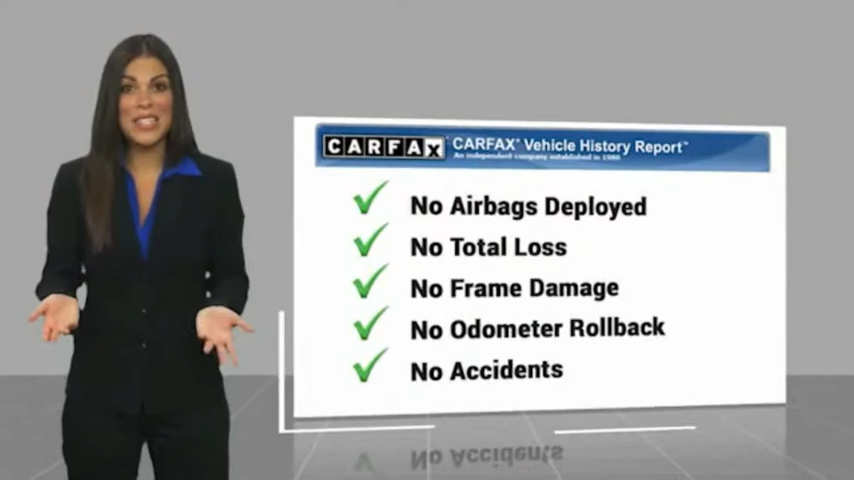 CARFAX CARFAX® Vehicle History Report™
An independent company established in 1986
No Airbags Deployed
No Total Loss
No Frame Damage
No Odometer Rollback
No Accidents
No Accidents